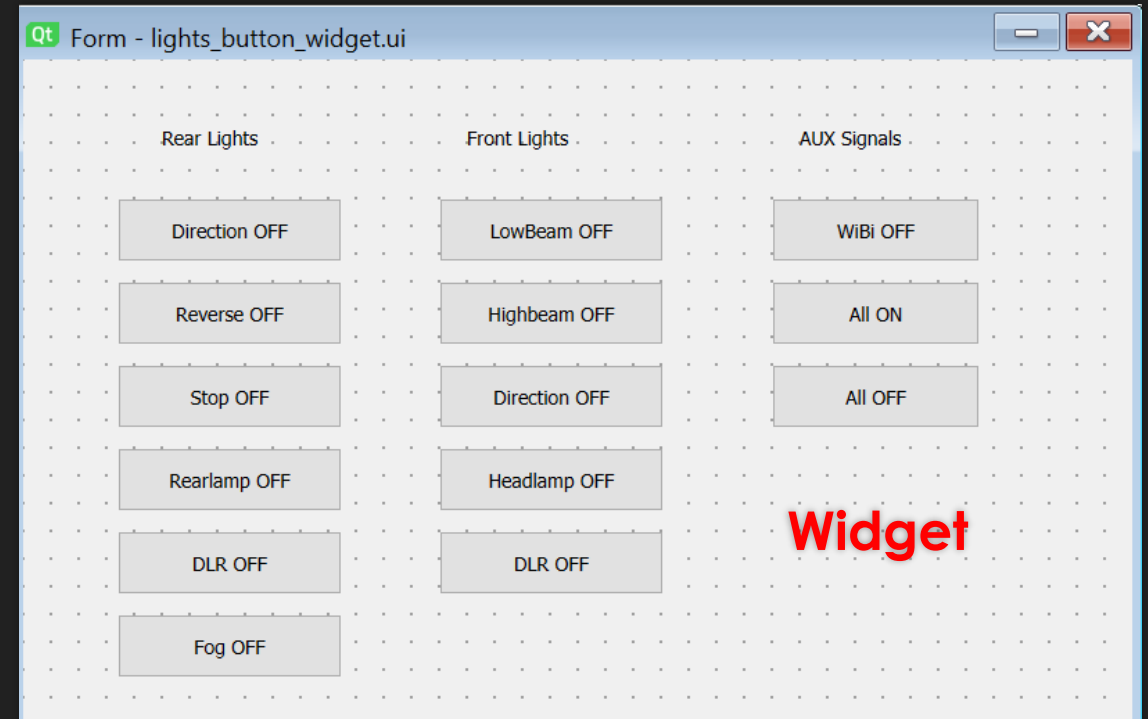 Qt Form - lights_button_widget.ui
Rear Lights
Direction OFF
Reverse OFF
Stop OFF
Rearlamp OFF
DLR OFF
Fog OFF
Front Lights
LowBeam OFF
Highbeam OFF
Direction OFF
Headlamp OFF
DLR OFF
AUX Signals
WiBi OFF
All ON
All OFF
Widget